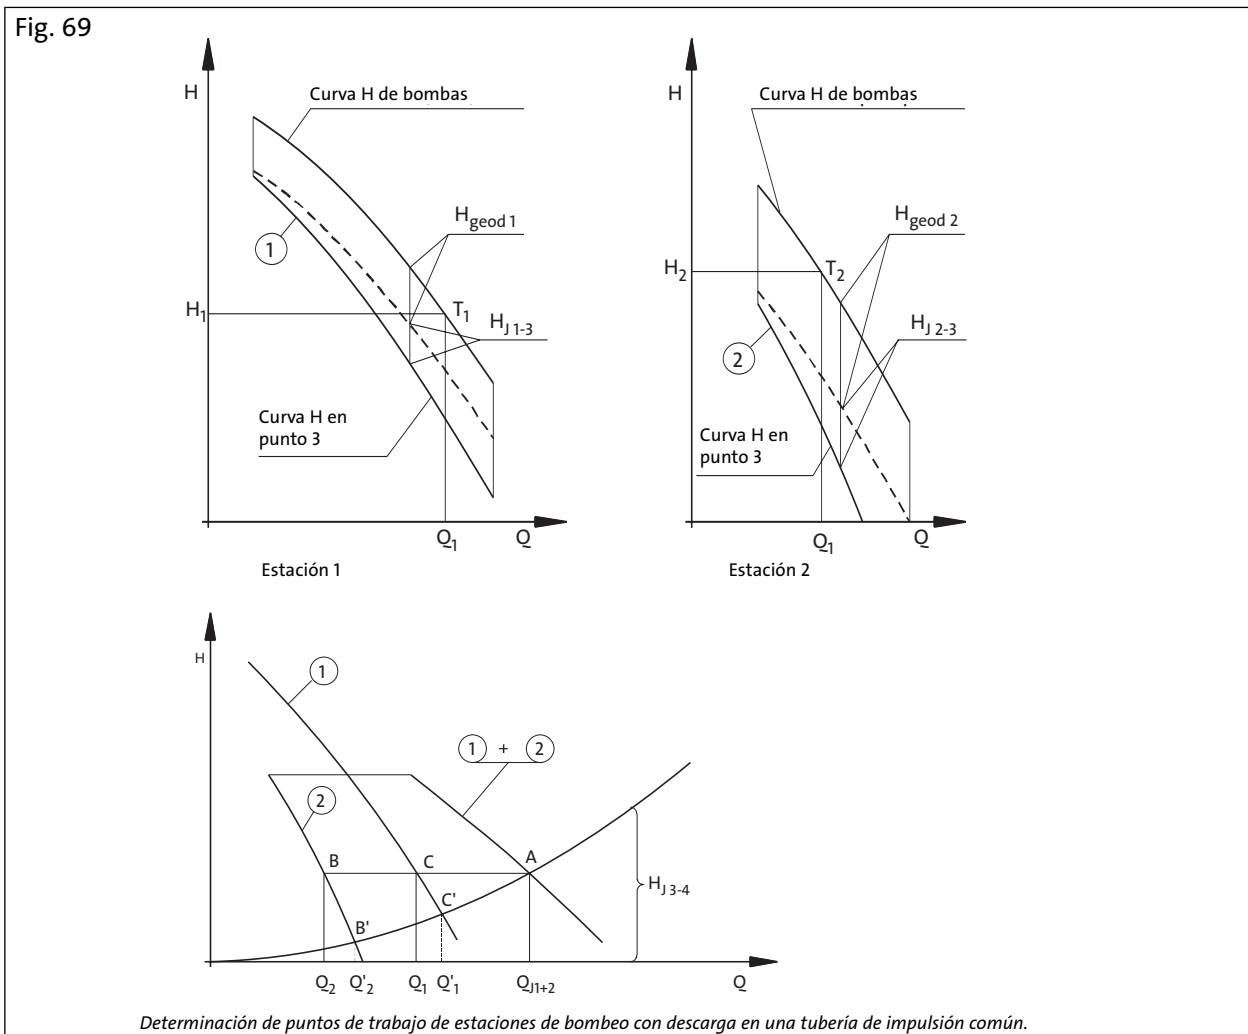 Fig. 69
H
Curva H de bombas
H geod 1
1
H1
T1
HJ 1-3
Curva H en
punto 3
Q1
Q
Estación 1
H
Curva H de bombas
H geod 2
H2
T2
HJ 2-3
2
Curva H en
punto 3
Q1
Q
Estación 2
H
1
1 + 2
2
B
C
A
HJ 3-4
C'
B'
Q2 Q'2 Q1 Q'1 QJ1+2 Q
Determinación de puntos de trabajo de estaciones de bombeo con descarga en una tubería de impulsión común.